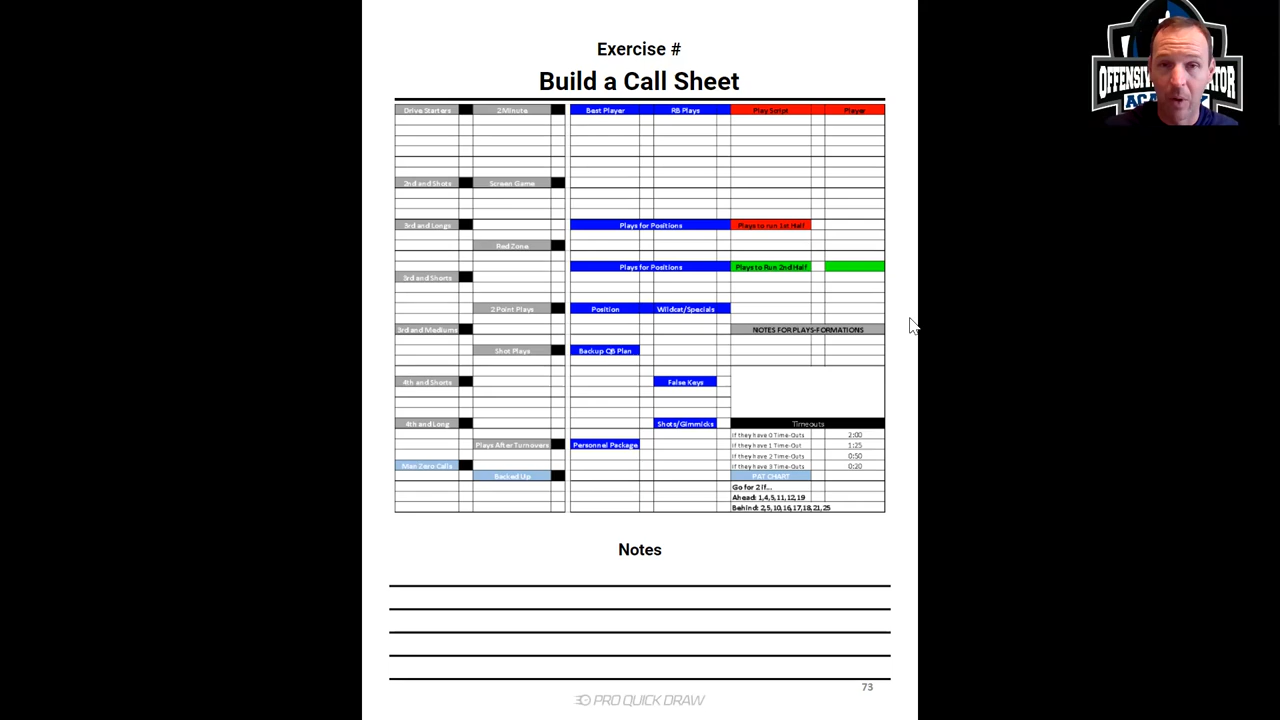 Exercise #
Build a Call Sheet
Drive Starters 2 Minute Best Player RB Plays Play Script Player
2nd and Shots Screen Game
3rd and Longs Plays for Positions Plays to run 1st Half
Red Zone
Plays for Positions Plays to Run 2nd Half
3rd and Shorts
2 Point Plays Position Wildcat/Specials
3rd and Mediums NOTES FOR PLAYS-FORMATIONS
Shot Plays Backup QB Plan
4th and Shorts False Keys
4th and Long Shots/Gimmicks Timeouts
If they have 0 Time-Outs 2:00
Plays After Turnovers Personnel Package If they have 1 Time-Out 1:25
If they have 2 Time-Outs 0:50
Man Zero Calls If they have 3 Time-Outs 0:20
Backed Up PAT CHART
Go for 2 If...
Ahead: 1,4,5,11,12,19
Behind: 2,5,10,16,17,18,21,25
Notes
73
PRO QUICK DRAW
OFFENSIVE